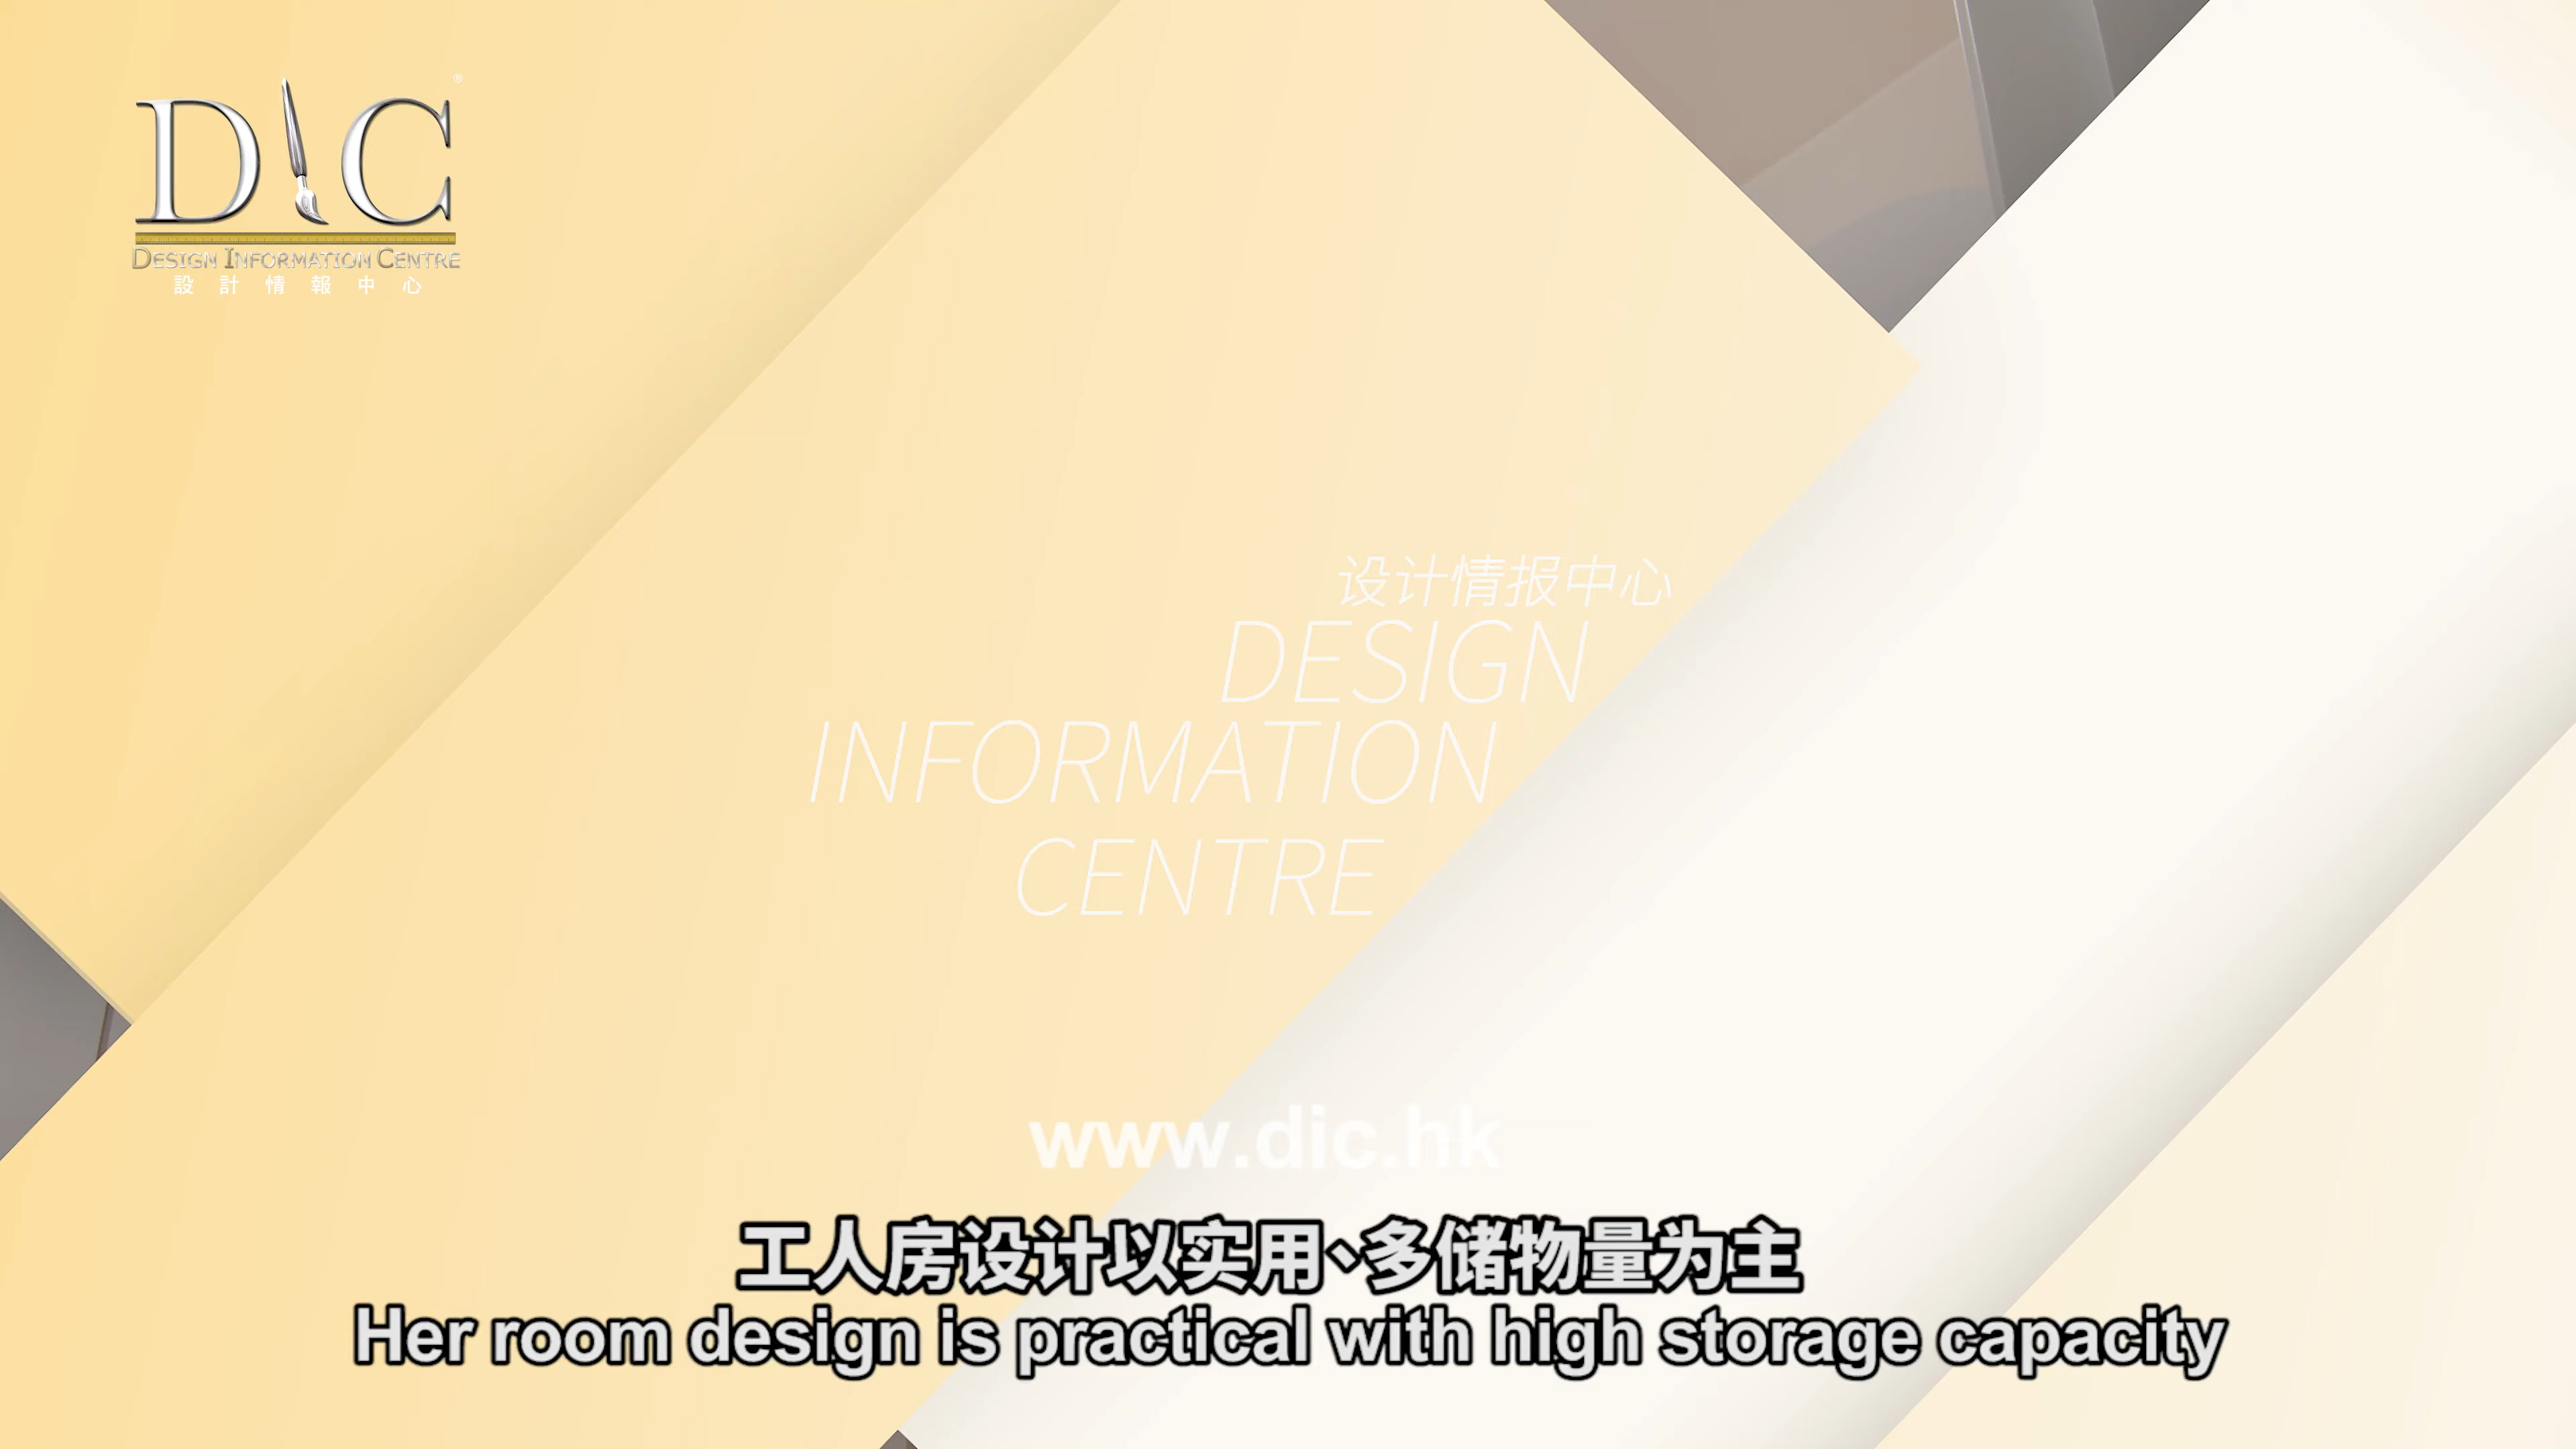 DIC®
DESIGN INFORMATION CENTRE
設計情報中心
设计情报中心
DESIGN
INFORMATION
CENTRE
www.dic.hk
工人房设计以实用、多储物量为主
Her room design is practical with high storage capacity